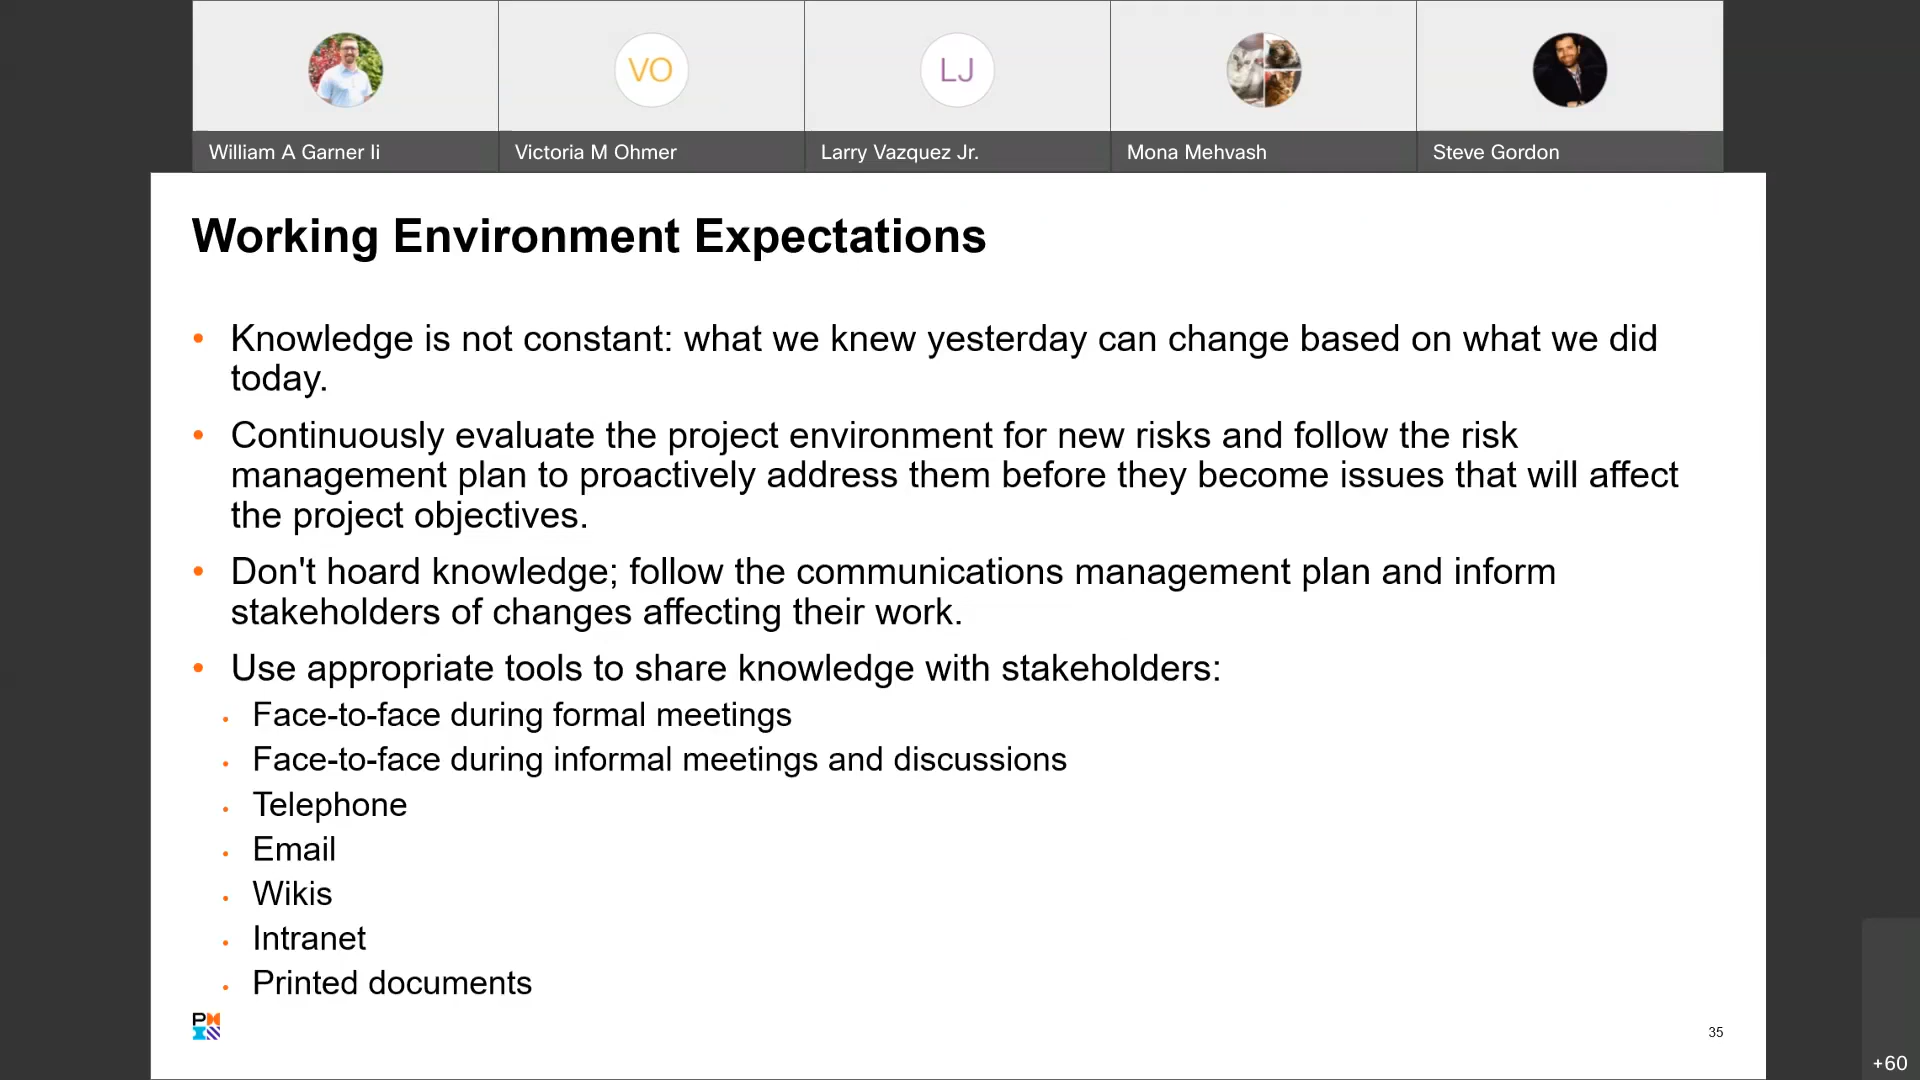 VO
LJ
William A Garner Ii
Victoria M Ohmer
Larry Vazquez Jr.
Mona Mehvash
Steve Gordon
Working Environment Expectations
• Knowledge is not constant: what we knew yesterday can change based on what we did
today.
• Continuously evaluate the project environment for new risks and follow the risk
management plan to proactively address them before they become issues that will affect
the project objectives.
• Don't hoard knowledge; follow the communications management plan and inform
stakeholders of changes affecting their work.
• Use appropriate tools to share knowledge with stakeholders:
• Face-to-face during formal meetings
• Face-to-face during informal meetings and discussions
• Telephone
• Email
• Wikis
• Intranet
• Printed documents
35
+60